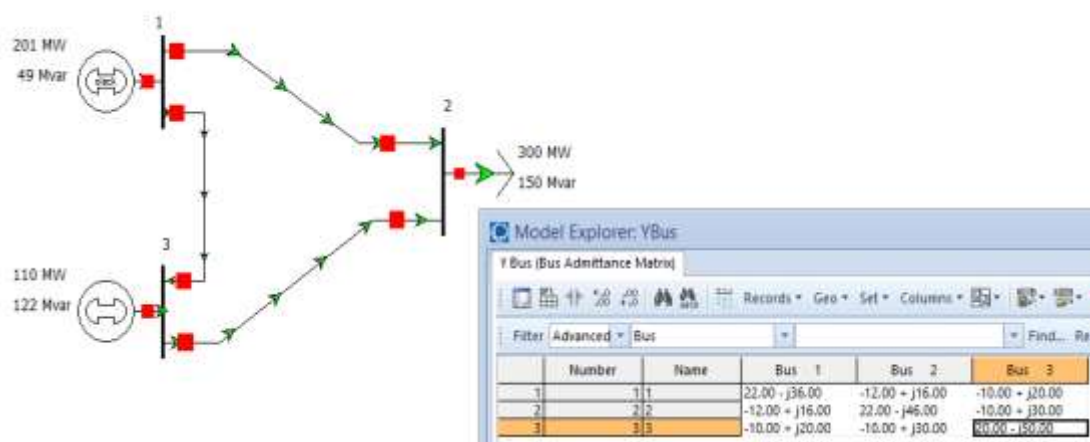 1
201 MW
49 Mvar
2
300 MW
150 Mvar
3
110 MW
122 Mvar
Model Explorer: YBus
Y Bus (Bus Admittance Matrix)
Records Geo Set Columns
Filter Advanced Bus Find...
Number Name Bus 1 Bus 2 Bus 3
1 1 1 22.00 - j36.00 -12.00 + j16.00 -10.00 + j20.00
2 2 2 -12.00 + j16.00 22.00 - j46.00 -10.00 + j30.00
3 3 3 -10.00 + j20.00 -10.00 + j30.00 20.00 - j50.00